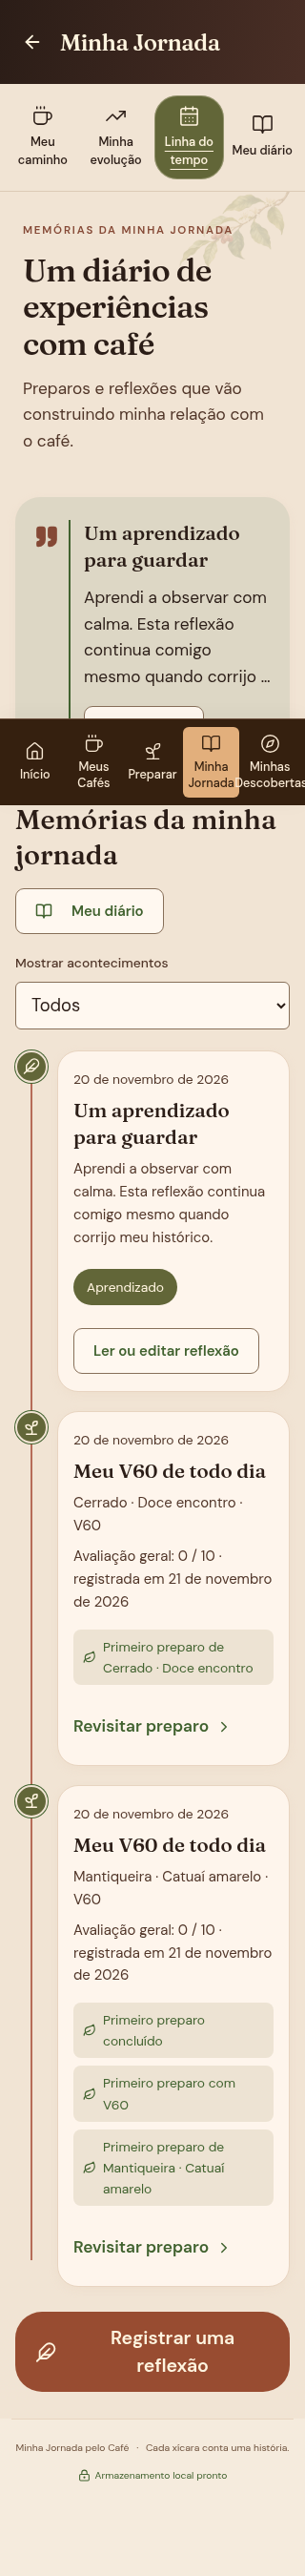 Minha Jornada
Meu
caminho
Minha
evolução
Linha do
tempo
Meu diário
MEMÓRIAS DA MINHA JORNADA
Um diário de
experiências
com café
Preparos e reflexões que vão
construindo minha relação com
o café.
Um aprendizado
para guardar
Aprendi a observar com
calma. Esta reflexão
continua comigo
mesmo quando corrijo ...
Início
Meus
Cafés
Preparar
Minha
Jornada
Minhas
Descobertas
Memórias da minha
jornada
Meu diário
Mostrar acontecimentos
Todos
20 de novembro de 2026
Um aprendizado
para guardar
Aprendi a observar com
calma. Esta reflexão continua
comigo mesmo quando
corrijo meu histórico.
Aprendizado
Ler ou editar reflexão
20 de novembro de 2026
Meu V60 de todo dia
Cerrado · Doce encontro ·
V60
Avaliação geral: 0 / 10 ·
registrada em 21 de novembro
de 2026
Primeiro preparo de
Cerrado · Doce encontro
Revisitar preparo
20 de novembro de 2026
Meu V60 de todo dia
Mantiqueira · Catuaí amarelo ·
V60
Avaliação geral: 0 / 10 ·
registrada em 21 de novembro
de 2026
Primeiro preparo
concluído
Primeiro preparo com
V60
Primeiro preparo de
Mantiqueira · Catuaí
amarelo
Revisitar preparo
Registrar uma
reflexão
Minha Jornada pelo Café · Cada xícara conta uma história.
Armazenamento local pronto